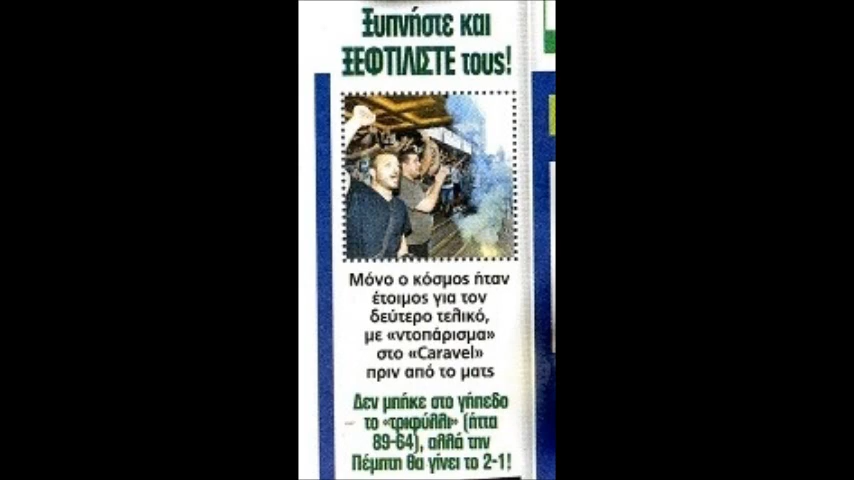 Ξυπνήστε και
ΞΕΦΤΙΛΙΣΤΕ τους!
Μόνο ο κόσμος ήταν
έτοιμος για τον
δεύτερο τελικό,
με «ντοπάρισμα»
στο «Caravel»
πριν από το ματς
Δεν μπήκε στο γήπεδο
το «τριφύλλι» (ήττα
89-64), αλλά την
Πέμπτη θα γίνει το 2-1!